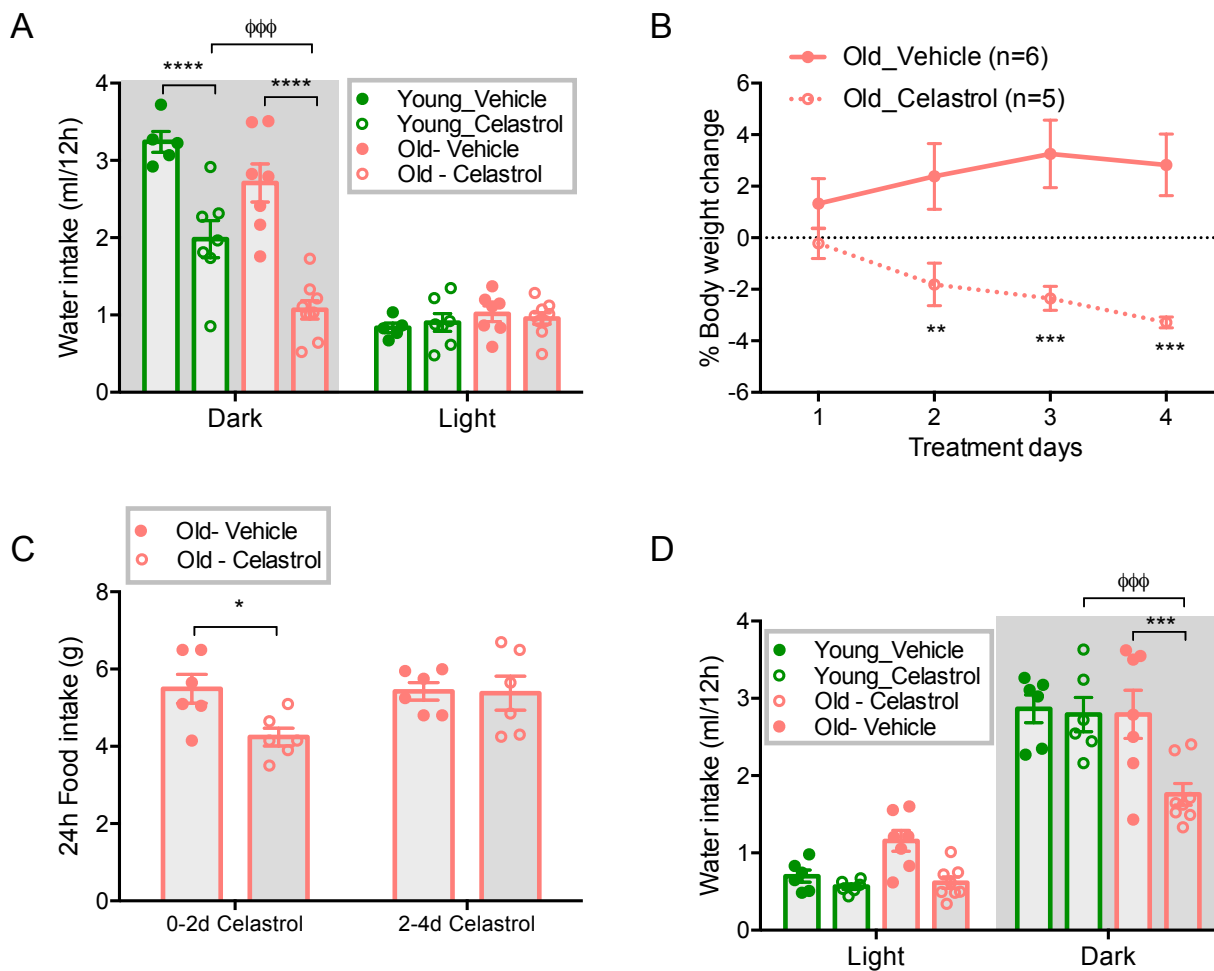 A
ϕϕϕ
****
****
Water intake (ml/12h)
4
3
2
1
0
Dark
Light
Young_Vehicle
Young_Celastrol
Old- Vehicle
Old - Celastrol
B
Old_Vehicle (n=6)
Old_Celastrol (n=5)
% Body weight change
6
4
2
0
-2
-4
-6
**
***
***
1 2 3 4
Treatment days
C
Old- Vehicle
Old - Celastrol
24h Food intake (g)
8
6
4
2
0
*
0-2d Celastrol
2-4d Celastrol
D
ϕϕϕ
***
Water intake (ml/12h)
4
3
2
1
0
Young_Vehicle
Young_Celastrol
Old - Celastrol
Old- Vehicle
Light
Dark